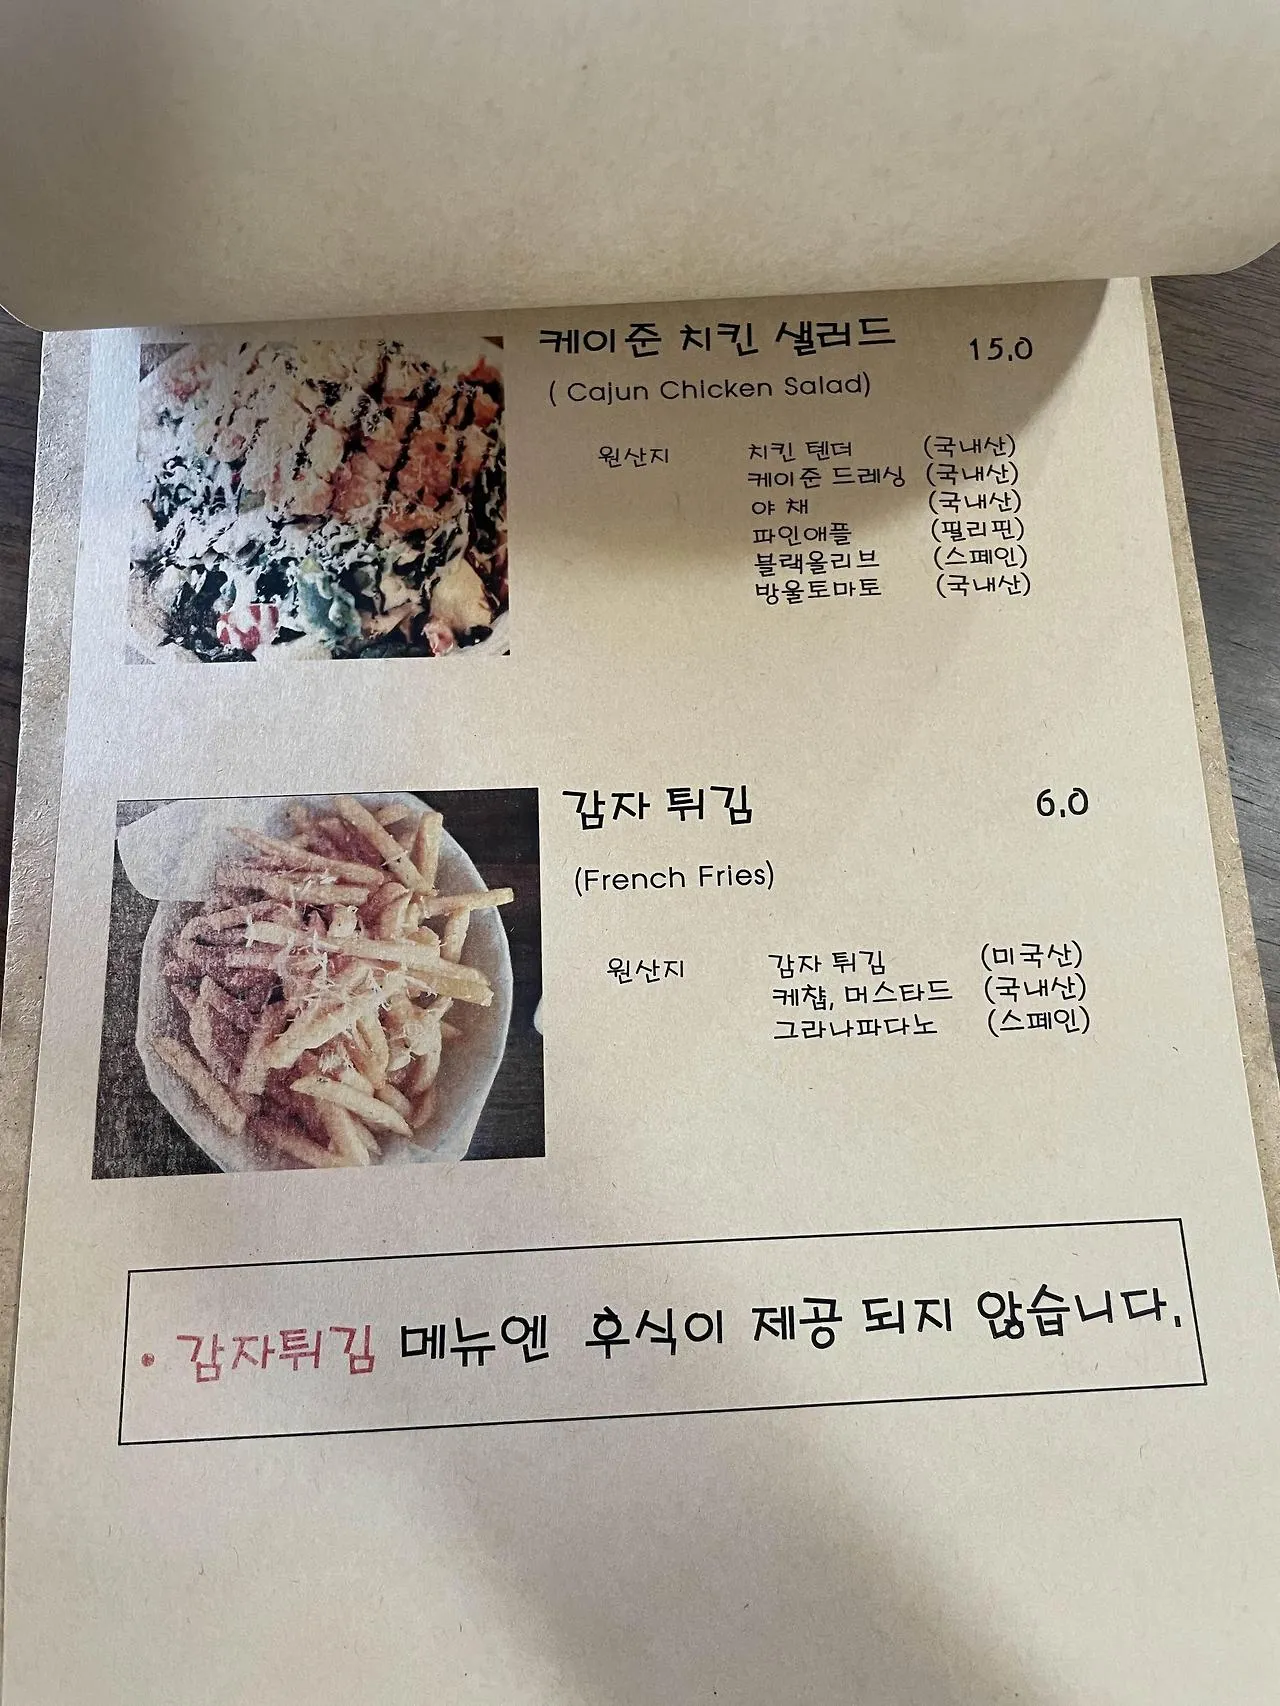 케이준 치킨 샐러드 15.0
( Cajun Chicken Salad)
원산지 치킨 텐더 (국내산)
케이준 드레싱 (국내산)
야 채 (국내산)
파인애플 (필리핀)
블랙올리브 (스페인)
방울토마토 (국내산)
감자 튀김 6.0
(French Fries)
원산지 감자 튀김 (미국산)
케챱, 머스타드 (국내산)
그라나파다노 (스페인)
• 감자튀김 메뉴엔 후식이 제공 되지 않습니다.